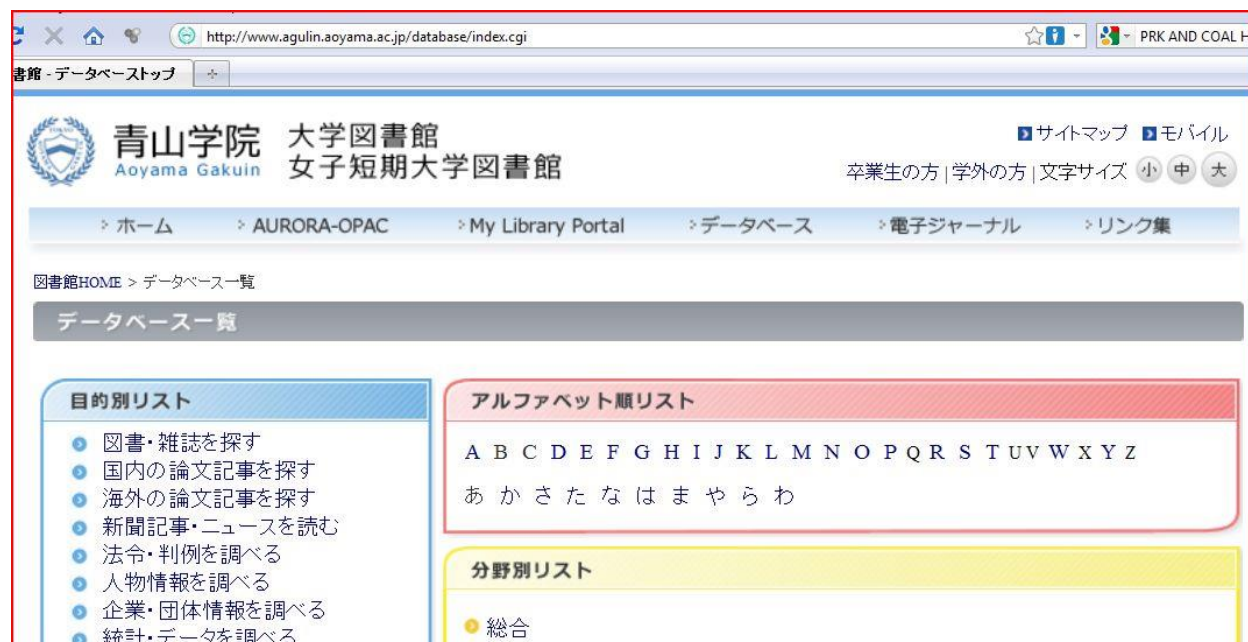 http://www.agulin.aoyama.ac.jp/database/index.cgi
PRK AND COAL H
書館 - データベーストップ
青山学院 大学図書館
Aoyama Gakuin 女子短期大学図書館
サイトマップ モバイル
卒業生の方 | 学外の方 | 文字サイズ 小 中 大
ホーム AURORA-OPAC My Library Portal データベース 電子ジャーナル リンク集
図書館HOME > データベース一覧
データベース一覧
目的別リスト
図書・雑誌を探す
国内の論文記事を探す
海外の論文記事を探す
新聞記事・ニュースを読む
法令・判例を調べる
人物情報を調べる
企業・団体情報を調べる
統計・データを調べる
アルファベット順リスト
A B C D E F G H I J K L M N O P Q R S T U V W X Y Z
あ か さ た な は ま や ら わ
分野別リスト
総合